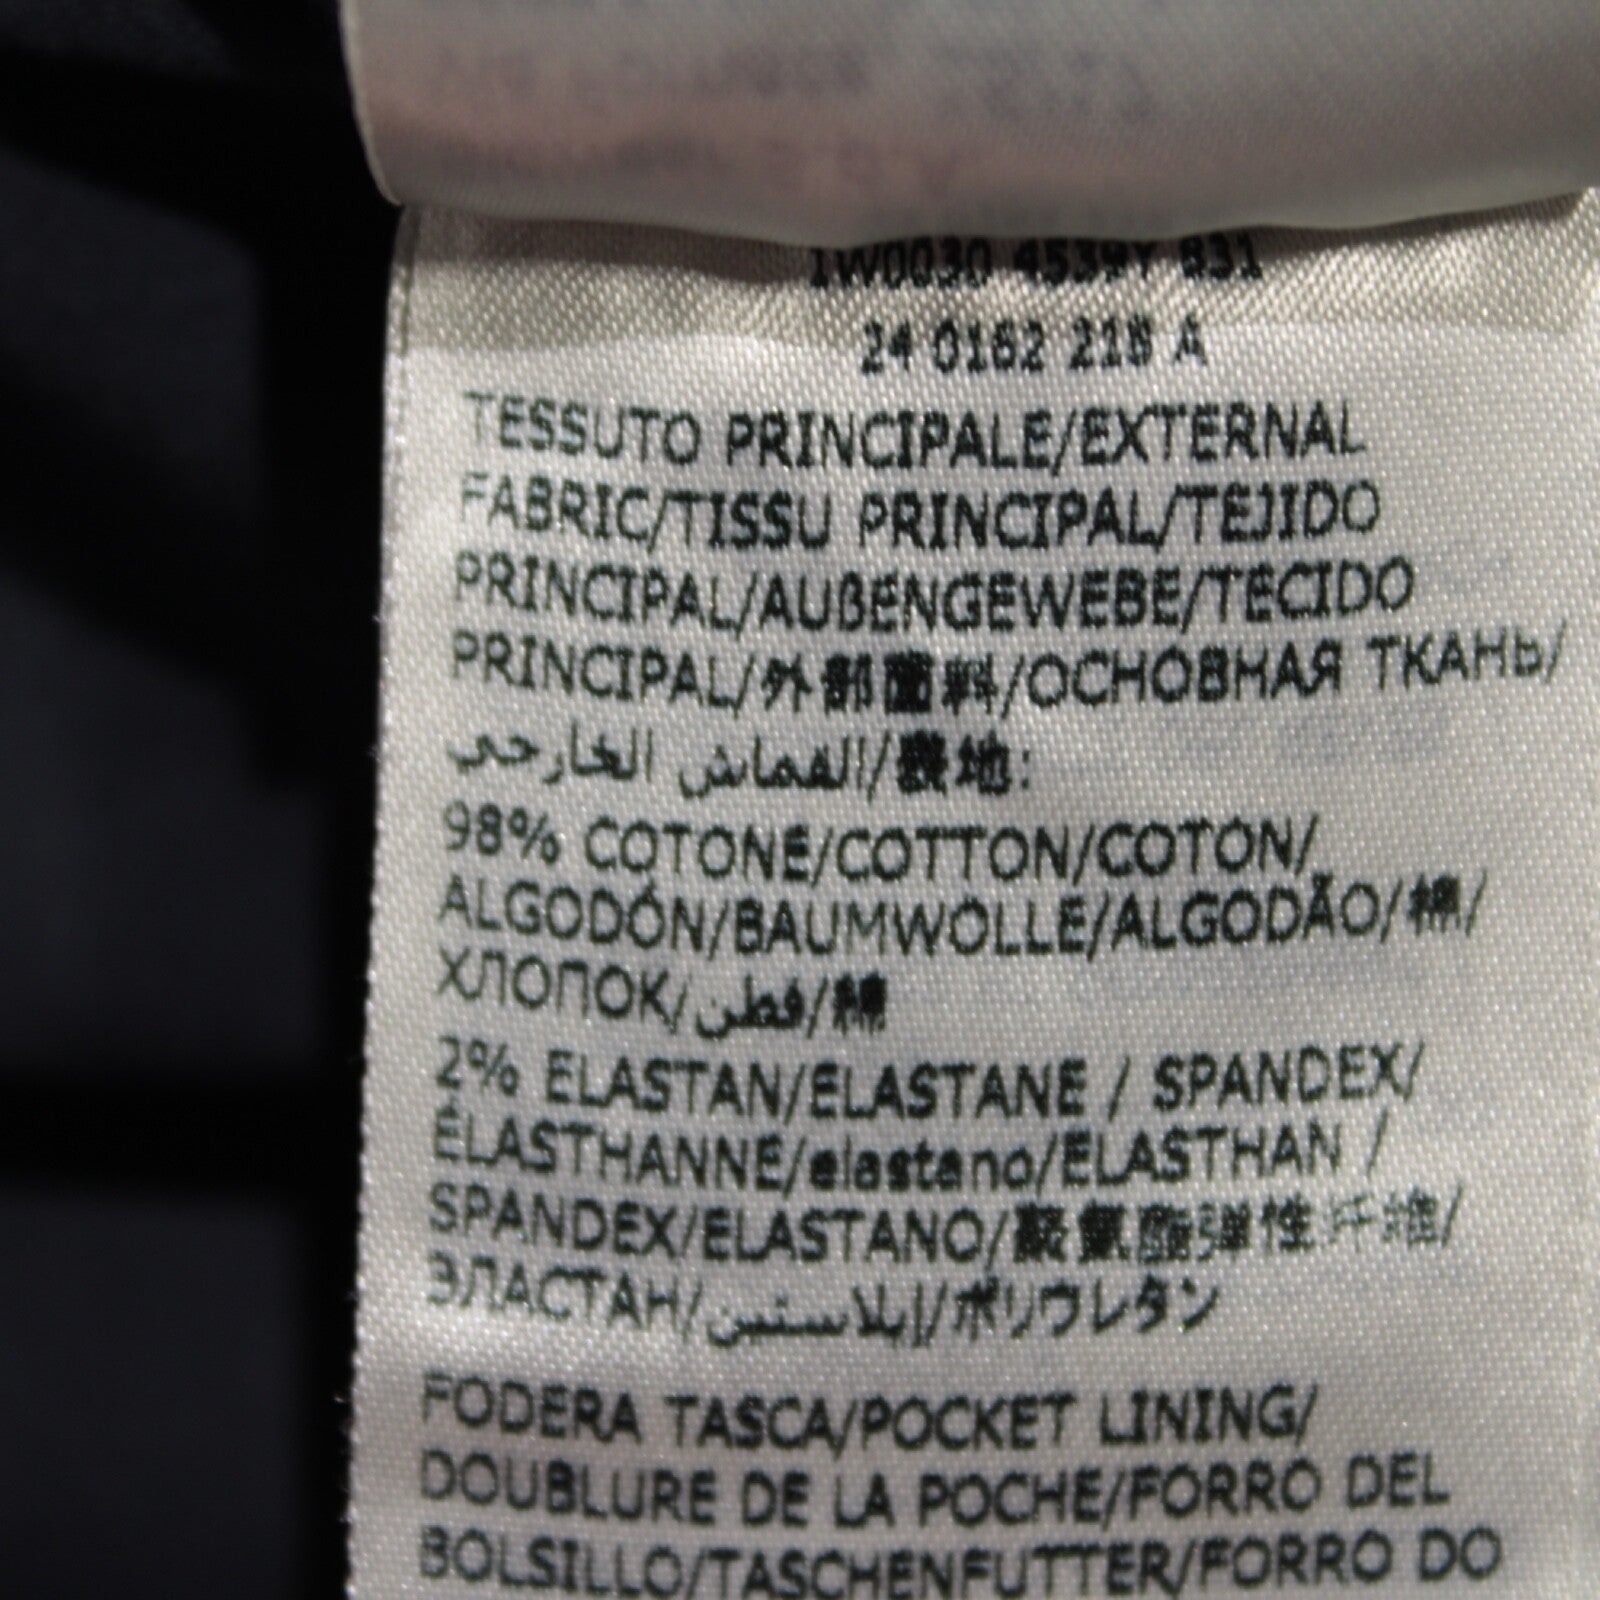 1W0030 4539Y 831
24 0162 218 A
TESSUTO PRINCIPALE/EXTERNAL
FABRIC/TISSU PRINCIPAL/TEJIDO
PRINCIPAL/AUßENGEWEBE/TECIDO
PRINCIPAL/外部面料/ОСНОВНАЯ ТКАНЬ/
القماش الخارجي/表地:
98% COTONE/COTTON/COTON/
ALGODÓN/BAUMWOLLE/ALGODÃO/棉/
ХЛОПОК/قطن/綿
2% ELASTAN/ELASTANE / SPANDEX/
ÉLASTHANNE/elastano/ELASTHAN /
SPANDEX/ELASTANO/聚氨酯弹性纤维/
ЭЛАСТАН/إيلاستين/ポリウレタン
FODERA TASCA/POCKET LINING/
DOUBLURE DE LA POCHE/FORRO DEL
BOLSILLO/TASCHENFUTTER/FORRO DO